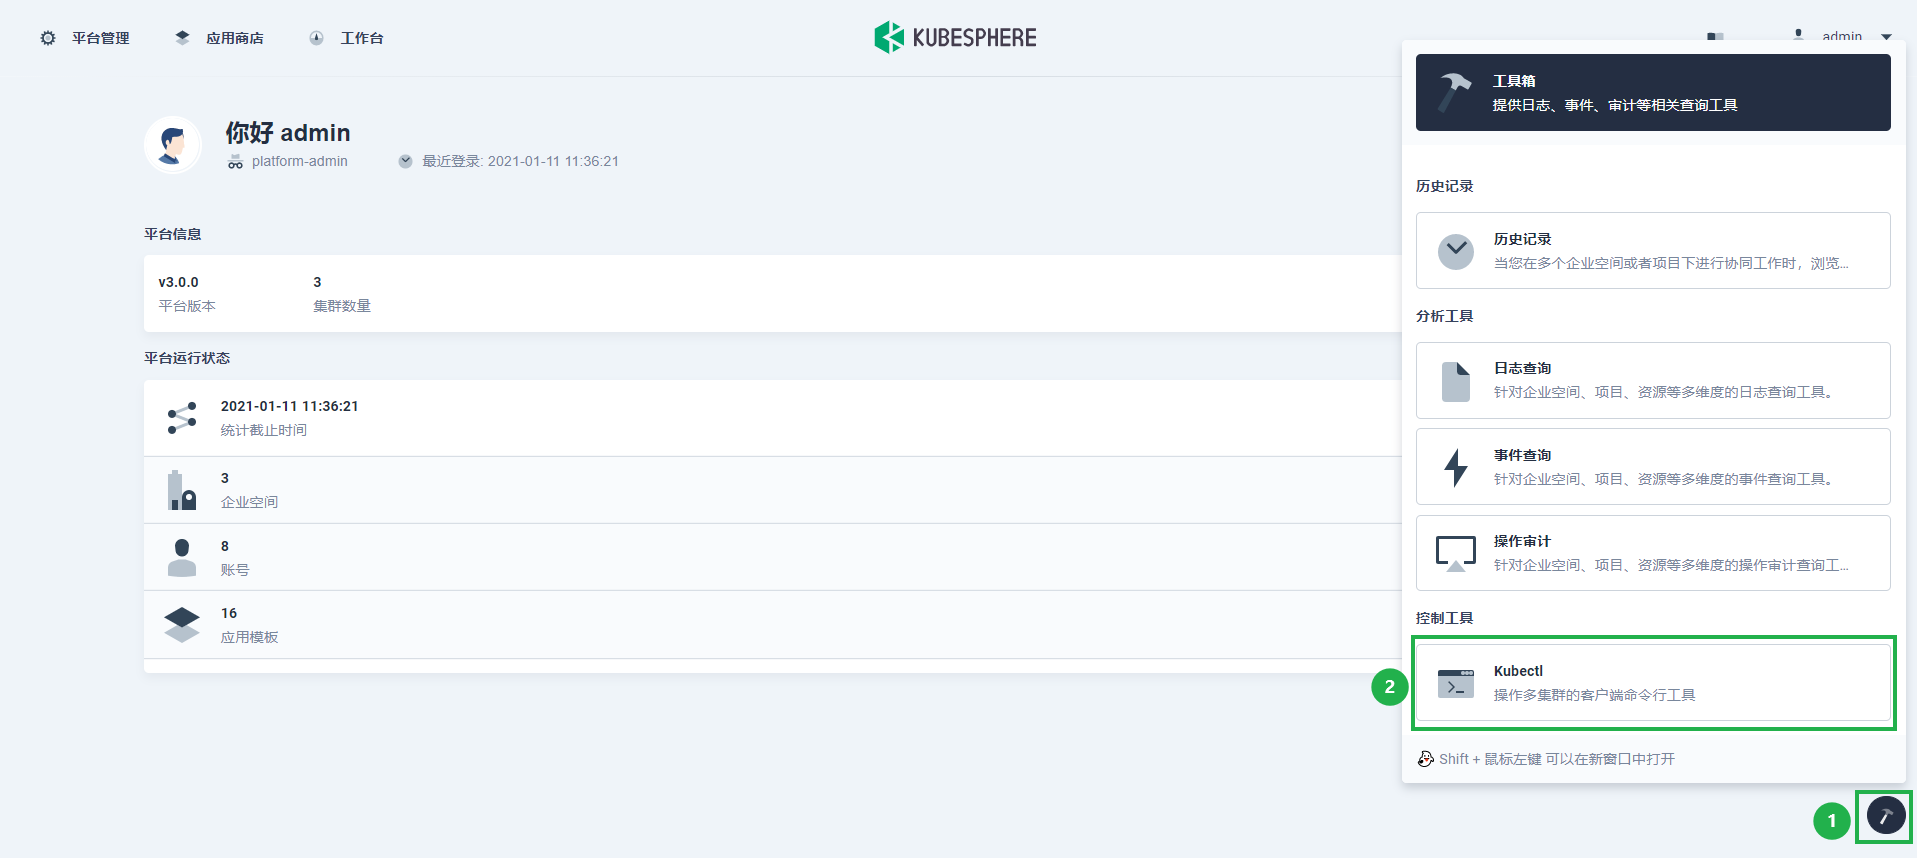 平台管理
应用商店
工作台
KUBESPHERE
admin
你好 admin
platform-admin
最近登录: 2021-01-11 11:36:21
平台信息
v3.0.0
平台版本
3
集群数量
平台运行状态
2021-01-11 11:36:21
统计截止时间
3
企业空间
8
账号
16
应用模板
工具箱
提供日志、事件、审计等相关查询工具
历史记录
历史记录
当您在多个企业空间或者项目下进行协同工作时，浏览...
分析工具
日志查询
针对企业空间、项目、资源等多维度的日志查询工具。
事件查询
针对企业空间、项目、资源等多维度的事件查询工具。
操作审计
针对企业空间、项目、资源等多维度的操作审计查询工...
控制工具
2
Kubectl
操作多集群的客户端命令行工具
Shift + 鼠标左键 可以在新窗口中打开
1